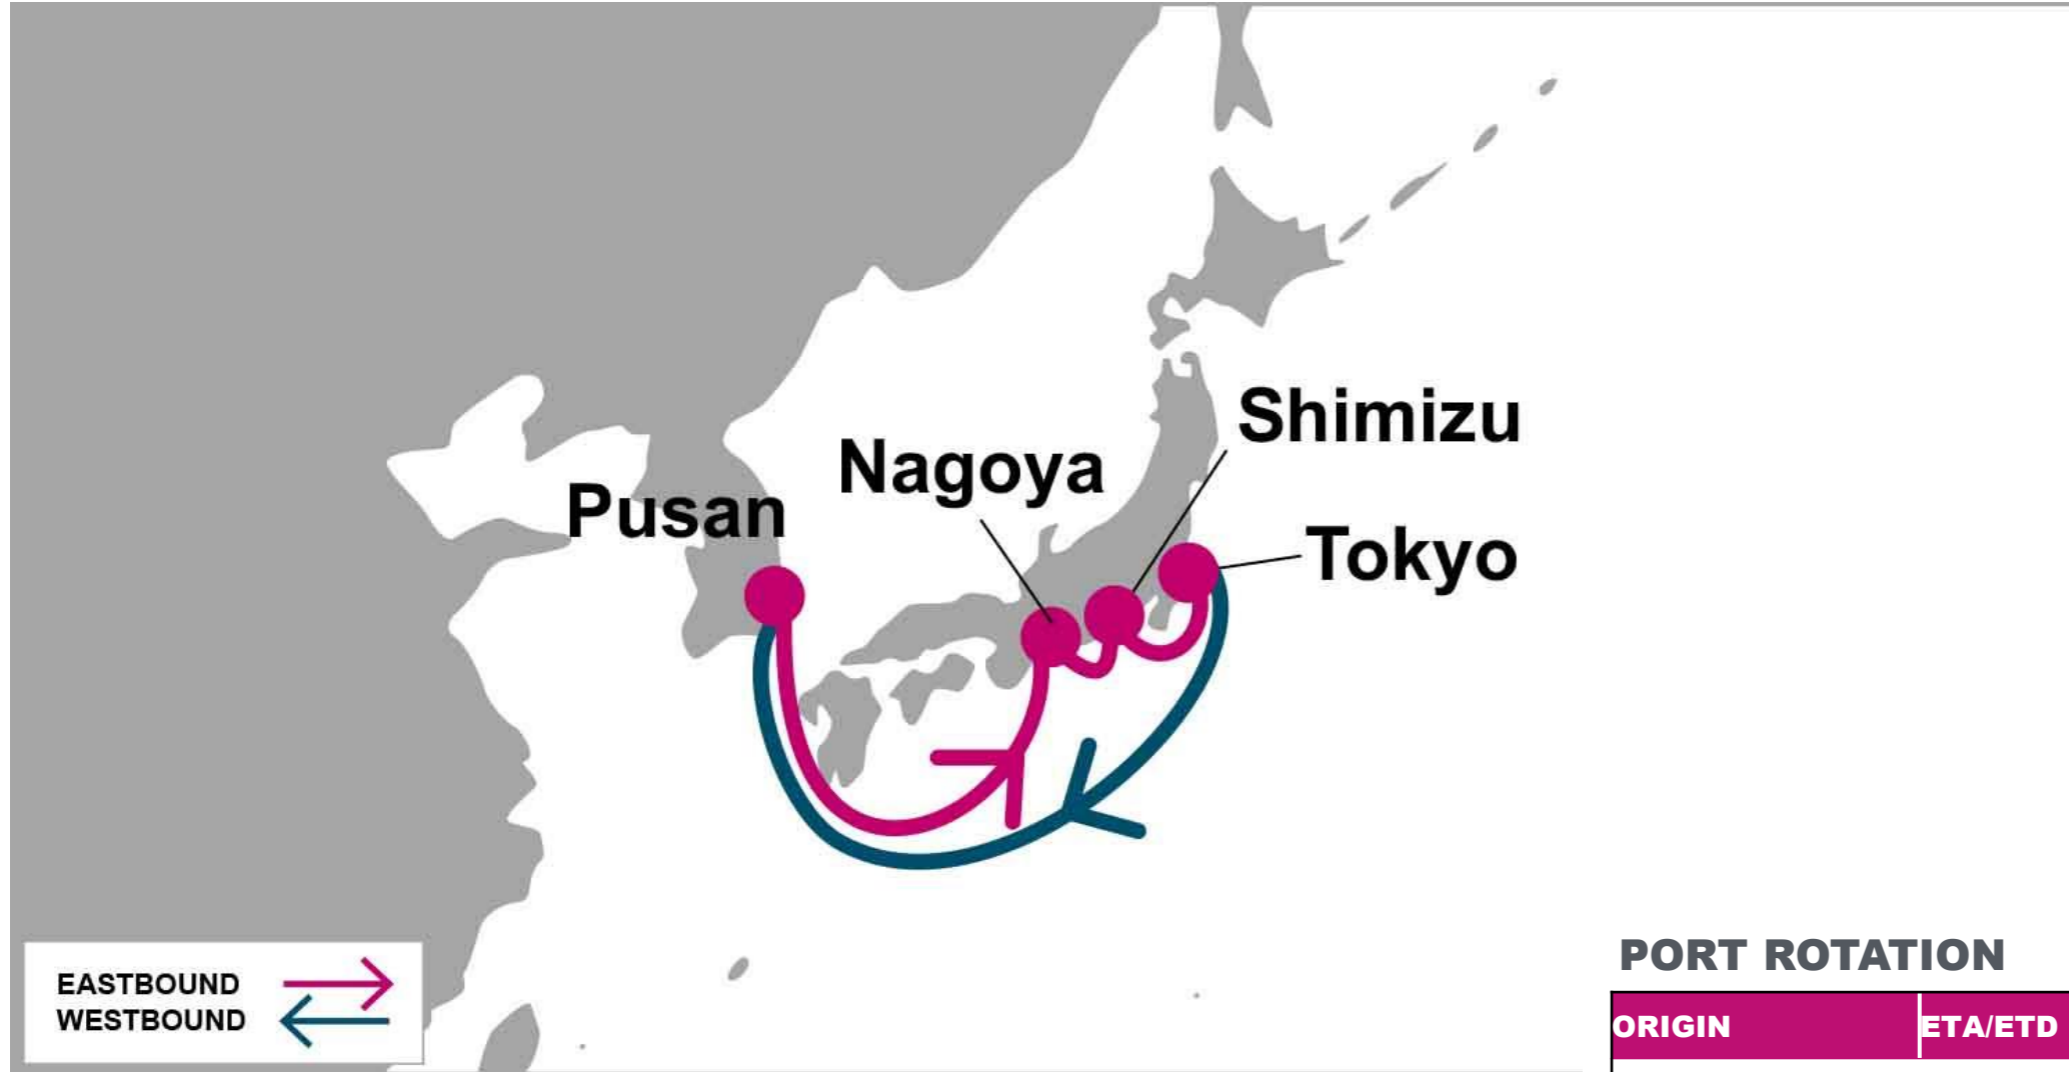 Shimizu
Nagoya
Pusan
Tokyo
EASTBOUND
WESTBOUND
PORT ROTATION
ORIGIN ETA/ETD